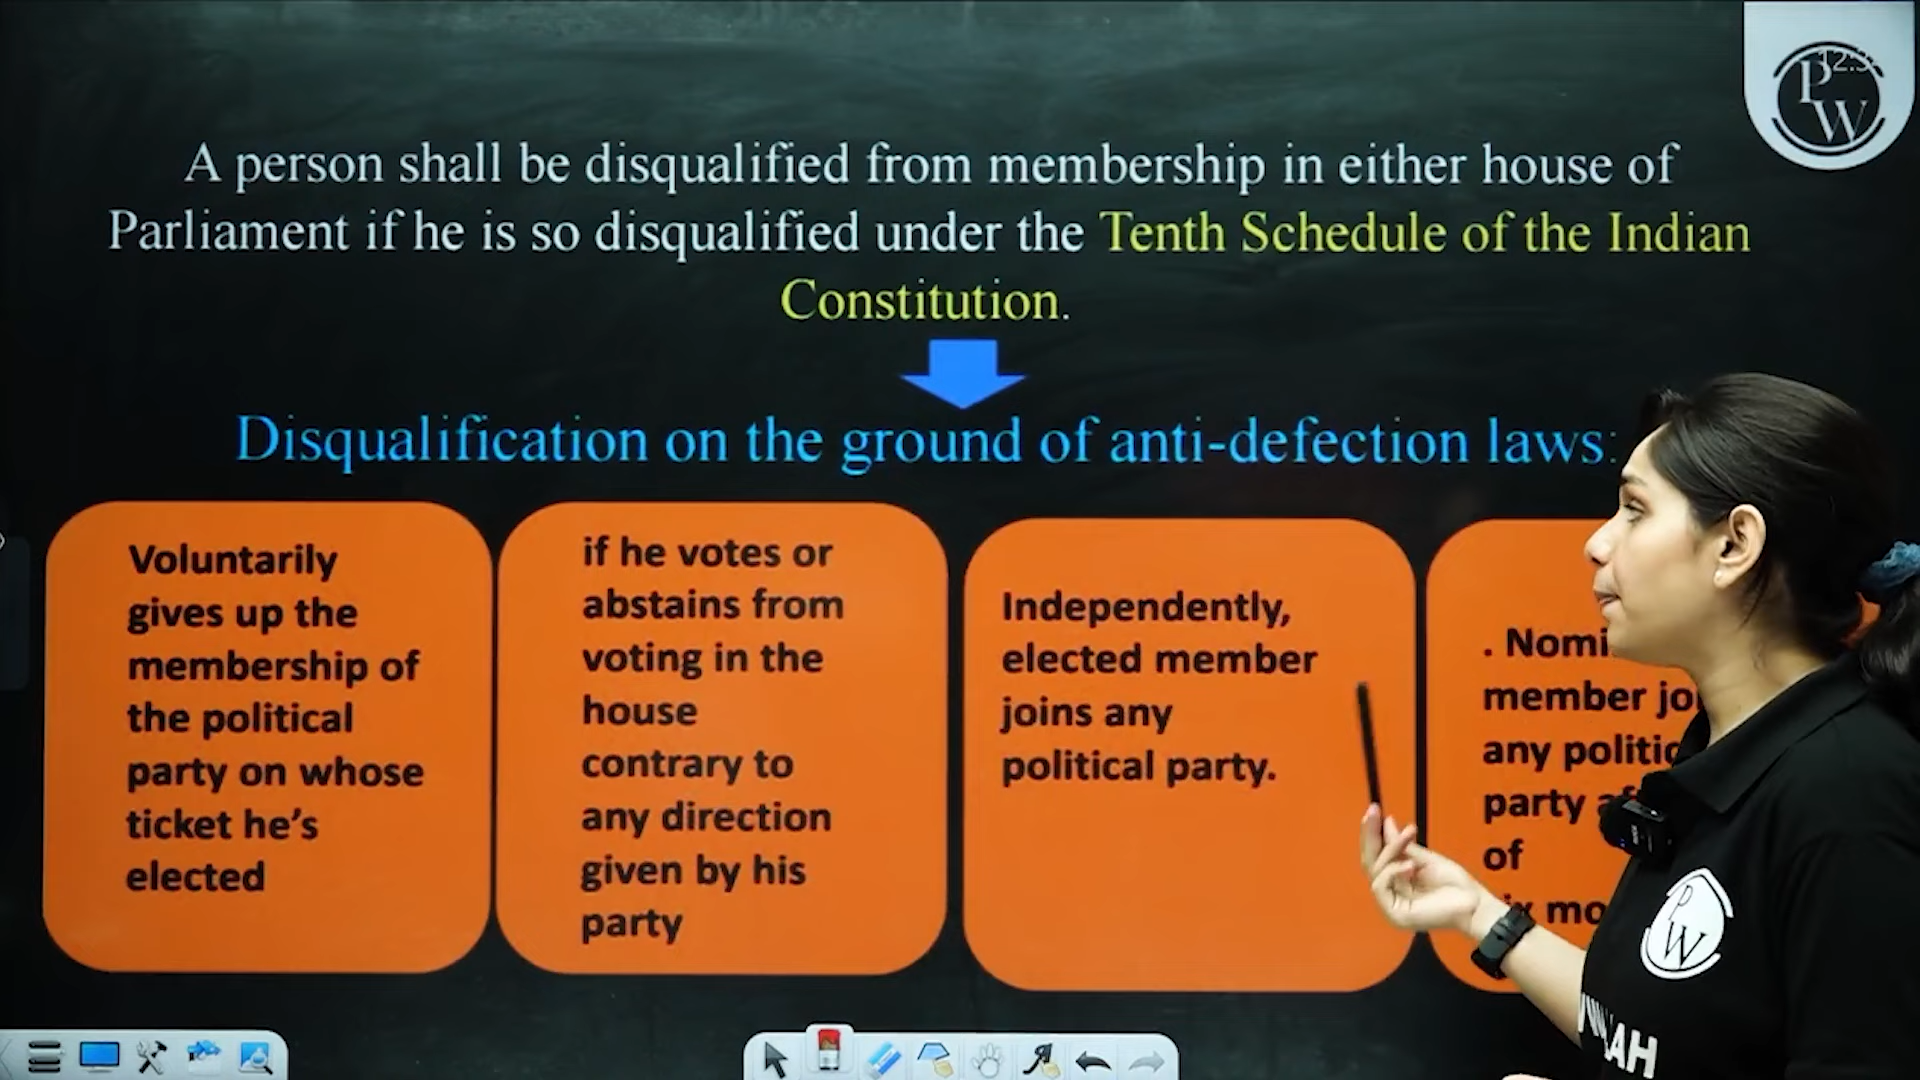 P
W
A person shall be disqualified from membership in either house of
Parliament if he is so disqualified under the Tenth Schedule of the Indian
Constitution.
Disqualification on the ground of anti-defection laws:
Voluntarily
gives up the
membership of
the political
party on whose
ticket he's
elected
if he votes or
abstains from
voting in the
house
contrary to
any direction
given by his
party
Independently,
elected member
joins any
political party.
. Nomi
member jo
any politic
party
of
mo
P
W